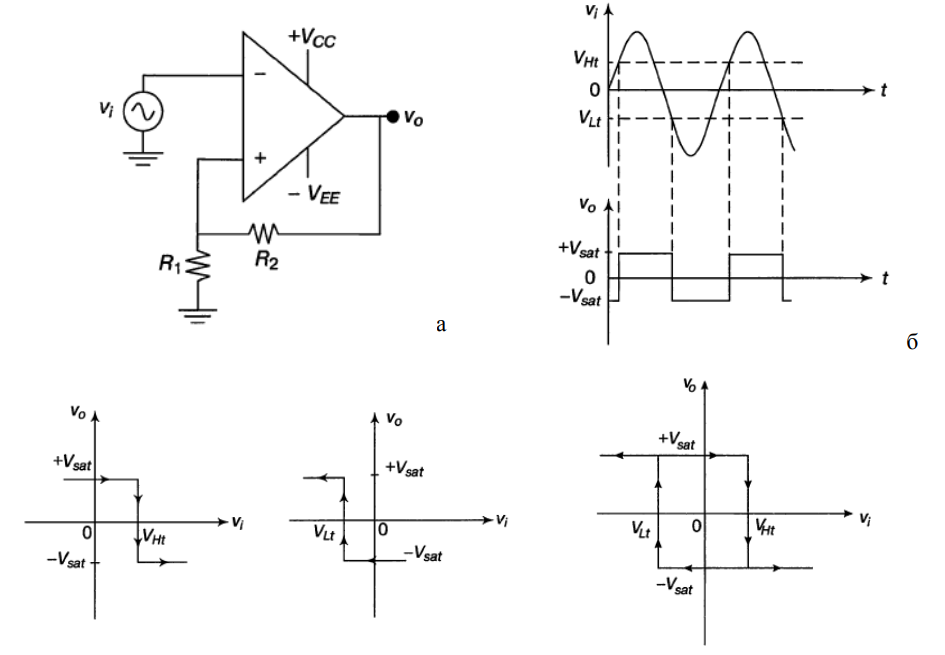 +V_CC
−
v_i
v_o
+
− V_EE
R_1
R_2
а
v_i
V_Ht
0
t
V_Lt
v_o
+V_sat
0
t
−V_sat
б
v_o
+V_sat
0
V_Ht
v_i
−V_sat
v_o
+V_sat
V_Lt
0
v_i
−V_sat
v_o
+V_sat
V_Lt
0
V_Ht
v_i
−V_sat